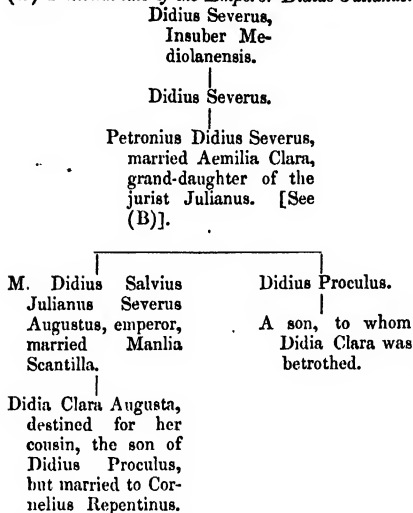 of the Emperor Didius Julianus.
Didius Severus,
Insuber Me-
diolanensis.
Didius Severus.
Petronius Didius Severus,
married Aemilia Clara,
grand-daughter of the
jurist Julianus. [See
(B)].
M. Didius Salvius
Julianus Severus
Augustus, emperor,
married Manlia
Scantilla.
Didia Clara Augusta,
destined for her
cousin, the son of
Didius Proculus,
but married to Cor-
nelius Repentinus.
Didius Proculus.
A son, to whom
Didia Clara was
betrothed.